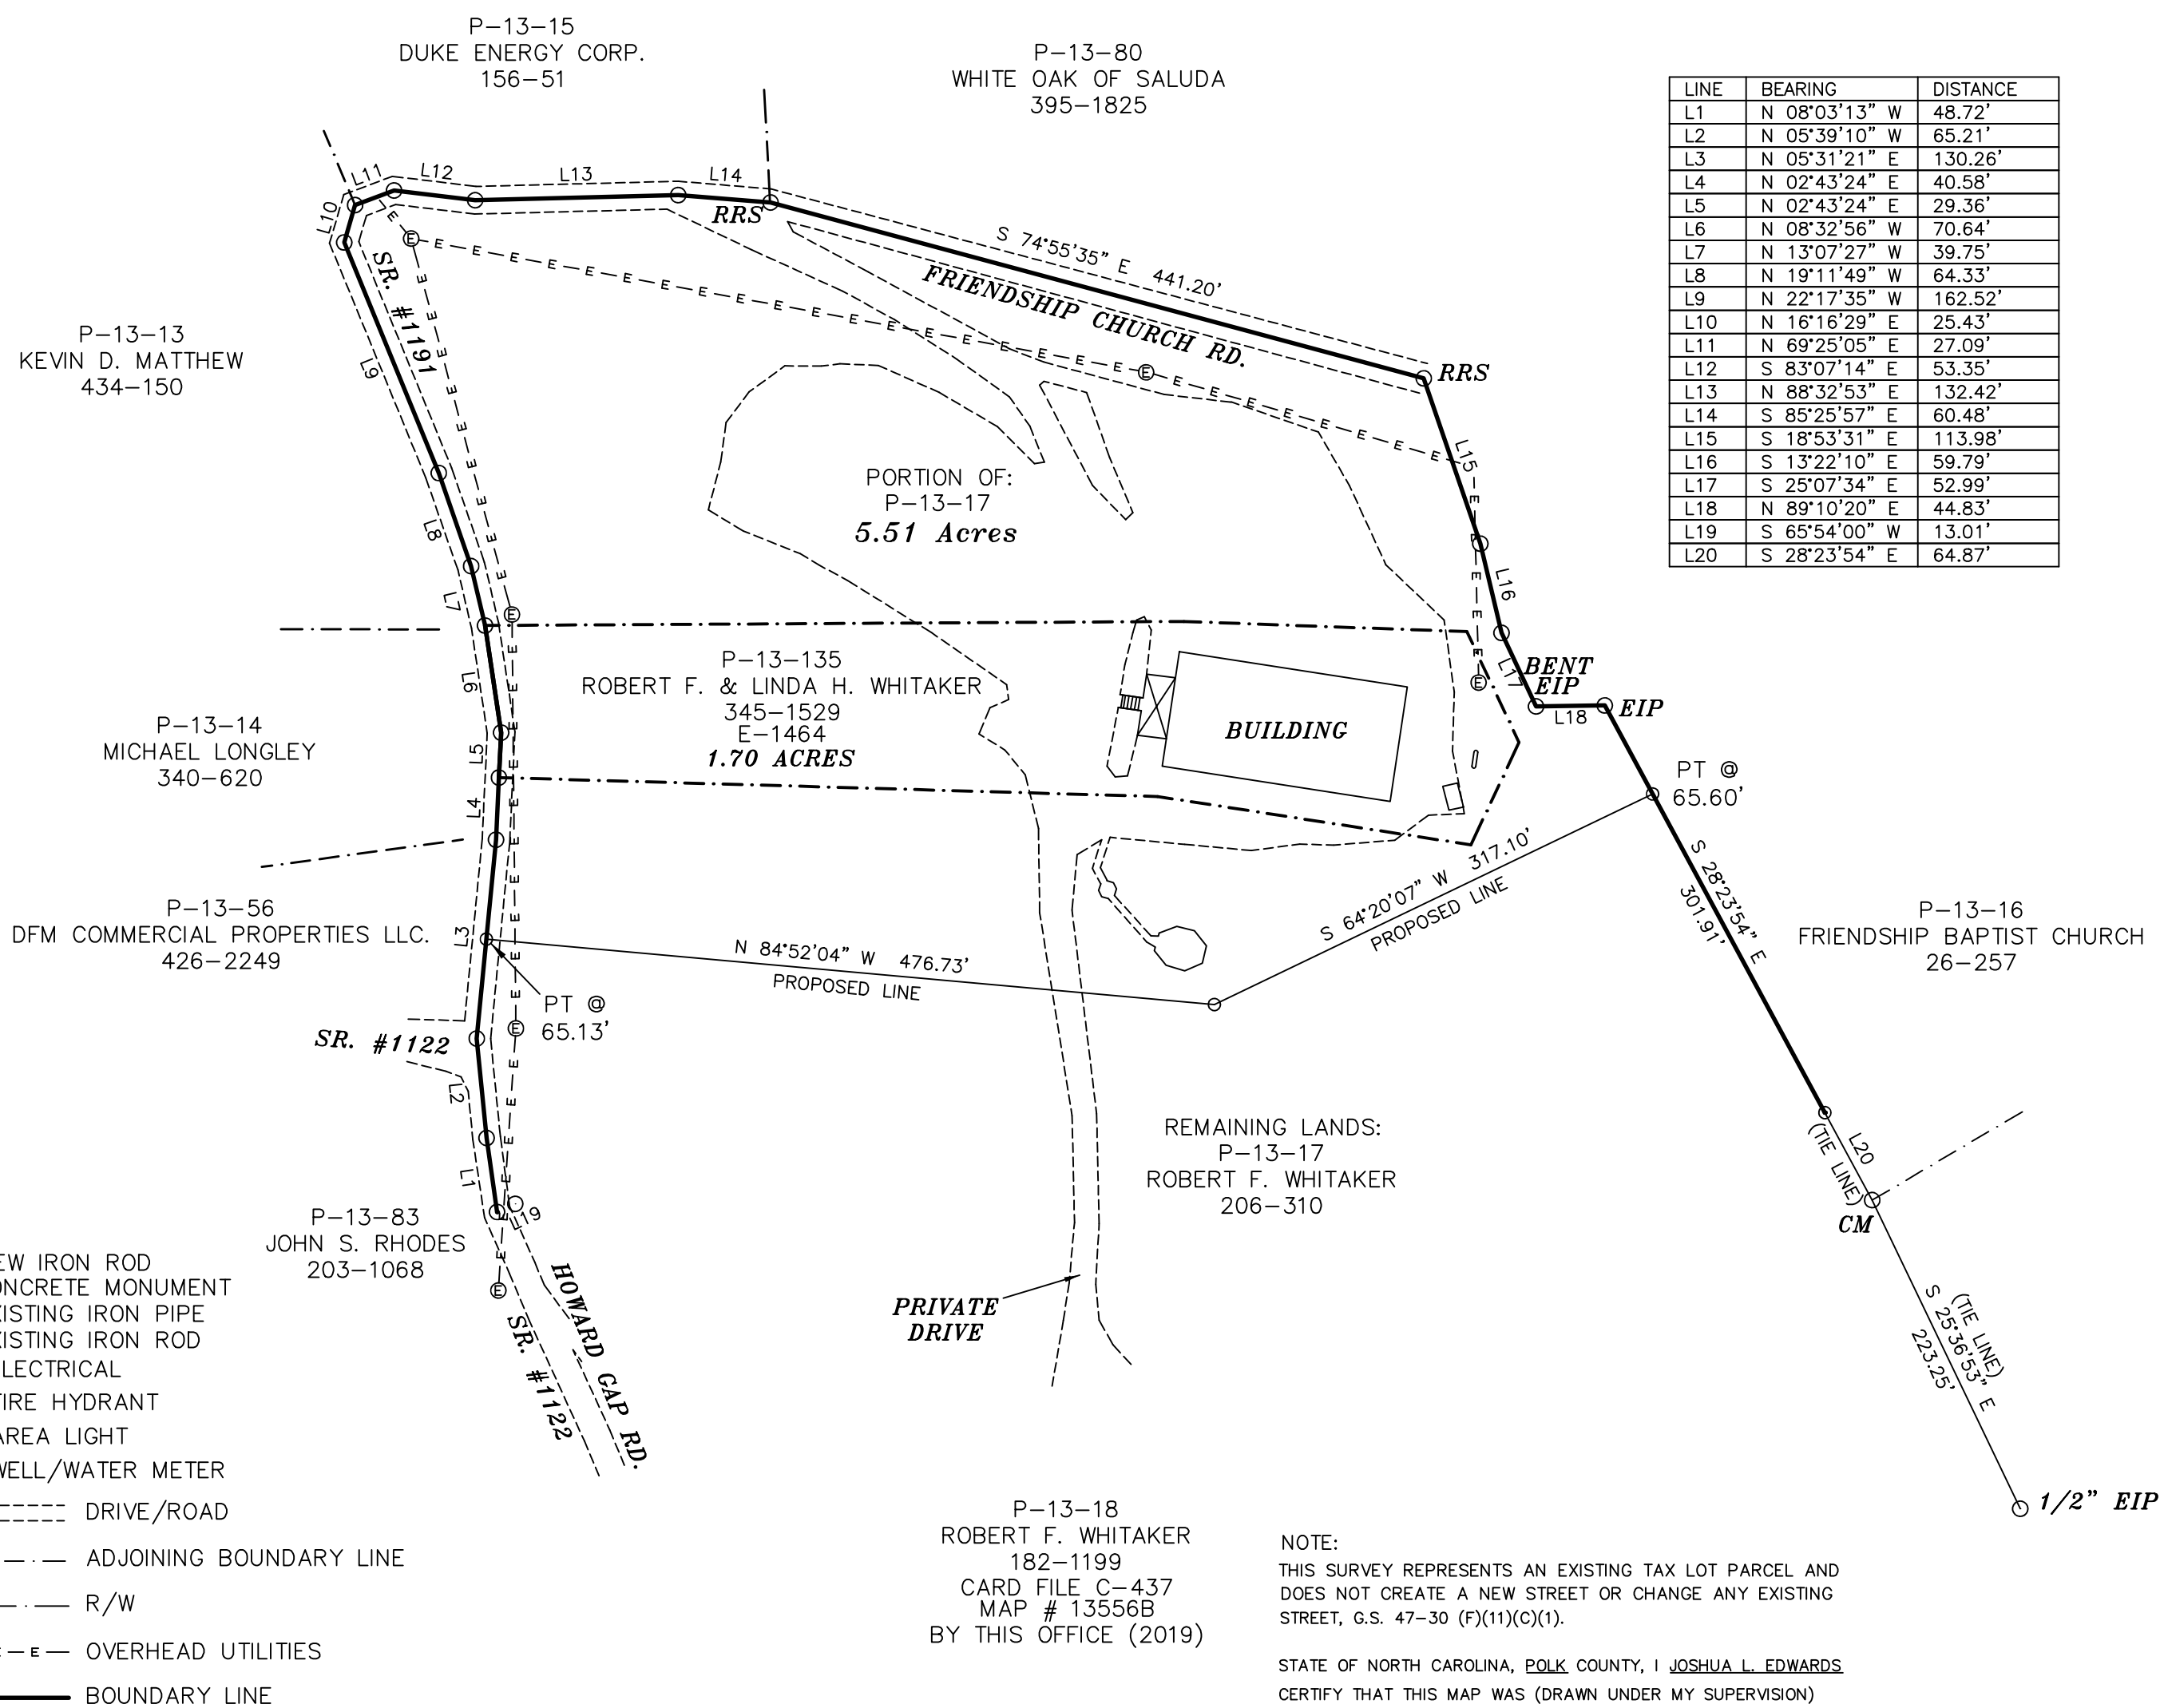 P-13-15
DUKE ENERGY CORP.
156-51
P-13-80
WHITE OAK OF SALUDA
395-1825
LINE BEARING DISTANCE
L1 N 08°03'13" W 48.72'
L2 N 05°39'10" W 65.21'
L3 N 05°31'21" E 130.26'
L4 N 02°43'24" E 40.58'
L5 N 02°43'24" E 29.36'
L6 N 08°32'56" W 70.64'
L7 N 13°07'27" W 39.75'
L8 N 19°11'49" W 64.33'
L9 N 22°17'35" W 162.52'
L10 N 16°16'29" E 25.43'
L11 N 69°25'05" E 27.09'
L12 S 83°07'14" E 53.35'
L13 N 88°32'53" E 132.42'
L14 S 85°25'57" E 60.48'
L15 S 18°53'31" E 113.98'
L16 S 13°22'10" E 59.79'
L17 S 25°07'34" E 52.99'
L18 N 89°10'20" E 44.83'
L19 S 65°54'00" W 13.01'
L20 S 28°23'54" E 64.87'
L10
L11
L12
L13
L14
RRS
S 74°55'35" E 441.20'
FRIENDSHIP CHURCH RD.
RRS
SR. #1191
P-13-13
KEVIN D. MATTHEW
434-150
L9
L8
L7
L15
L16
L17
PORTION OF:
P-13-17
5.51 Acres
P-13-135
ROBERT F. & LINDA H. WHITAKER
345-1529
E-1464
1.70 ACRES
BUILDING
BENT
EIP
L18
EIP
L6
L5
L4
P-13-14
MICHAEL LONGLEY
340-620
PT @
65.60'
S 64°20'07" W 317.10'
PROPOSED LINE
S 28°23'54" E
301.91'
P-13-56
DFM COMMERCIAL PROPERTIES LLC.
426-2249
L3
N 84°52'04" W 476.73'
PROPOSED LINE
PT @
65.13'
P-13-16
FRIENDSHIP BAPTIST CHURCH
26-257
SR. #1122
L2
L1
L19
P-13-83
JOHN S. RHODES
203-1068
REMAINING LANDS:
P-13-17
ROBERT F. WHITAKER
206-310
L20
(TIE LINE)
CM
(TIE LINE)
S 25°36'53" E
223.25'
1/2" EIP
PRIVATE
DRIVE
HOWARD GAP RD.
SR. #1122
EW IRON ROD
ONCRETE MONUMENT
XISTING IRON PIPE
XISTING IRON ROD
LECTRICAL
FIRE HYDRANT
AREA LIGHT
WELL/WATER METER
DRIVE/ROAD
ADJOINING BOUNDARY LINE
R/W
E OVERHEAD UTILITIES
BOUNDARY LINE
P-13-18
ROBERT F. WHITAKER
182-1199
CARD FILE C-437
MAP # 13556B
BY THIS OFFICE (2019)
NOTE:
THIS SURVEY REPRESENTS AN EXISTING TAX LOT PARCEL AND
DOES NOT CREATE A NEW STREET OR CHANGE ANY EXISTING
STREET, G.S. 47-30 (F)(11)(C)(1).
STATE OF NORTH CAROLINA, POLK COUNTY, I JOSHUA L. EDWARDS
CERTIFY THAT THIS MAP WAS (DRAWN UNDER MY SUPERVISION)